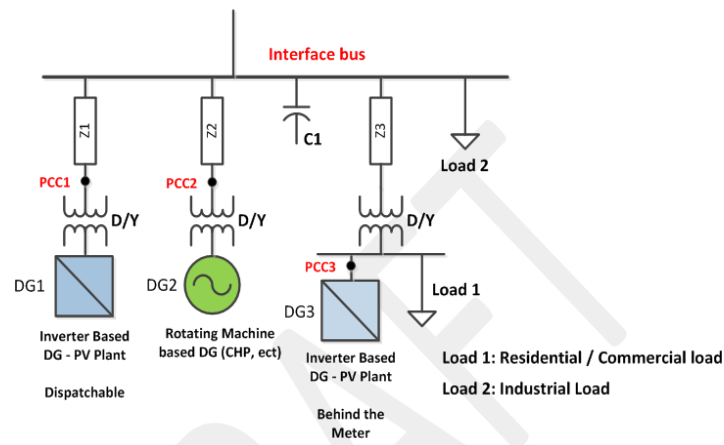 Interface bus
Z1
Z2
C1
Z3
Load 2
PCC1
PCC2
D/Y
D/Y
D/Y
PCC3
DG1
DG2
DG3
Load 1
Inverter Based
DG - PV Plant
Dispatchable
Rotating Machine
based DG (CHP, ect)
Inverter Based
DG - PV Plant
Behind the
Meter
Load 1: Residential / Commercial load
Load 2: Industrial Load